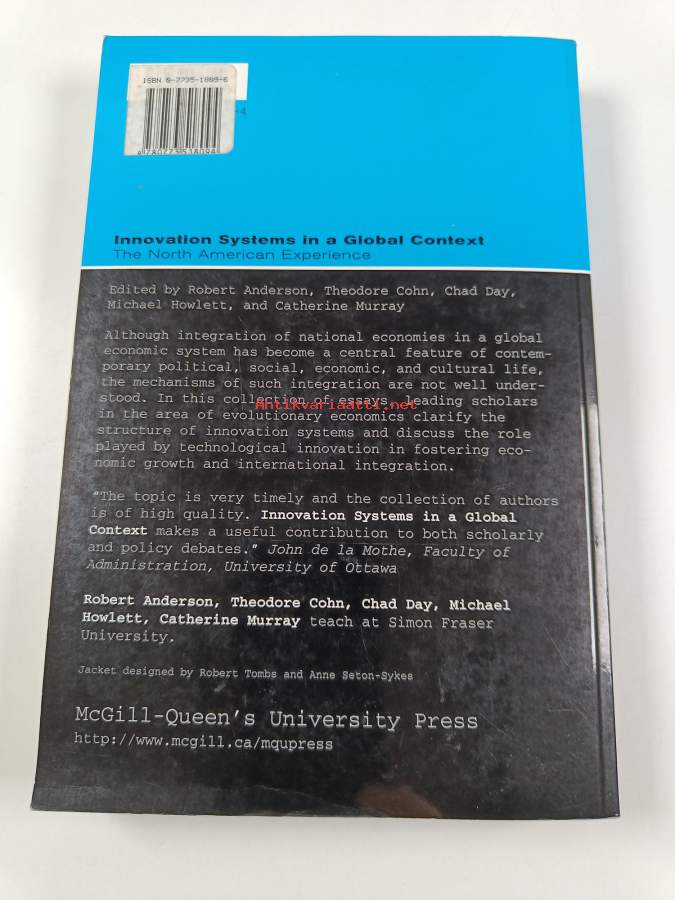 ISBN 0-7735-1809-6
-4
9 780773 518094
Innovation Systems in a Global Context
The North American Experience
Edited by Robert Anderson, Theodore Cohn, Chad Day,
Michael Howlett, and Catherine Murray
Although integration of national economies in a global
economic system has become a central feature of contem-
porary political, social, economic, and cultural life,
the mechanisms of such integration are not well under-
stood. In this collection of essays, leading scholars
Antikvariaatti.net
in the area of evolutionary economics clarify the
structure of innovation systems and discuss the role
played by technological innovation in fostering eco-
nomic growth and international integration.
"The topic is very timely and the collection of authors
is of high quality. Innovation Systems in a Global
Context makes a useful contribution to both scholarly
and policy debates." John de la Mothe, Faculty of
Administration, University of Ottawa
Robert Anderson, Theodore Cohn, Chad Day, Michael
Howlett, Catherine Murray teach at Simon Fraser
University.
Jacket designed by Robert Tombs and Anne Seton-Sykes
McGill-Queen's University Press
http://www.mcgill.ca/mqupress